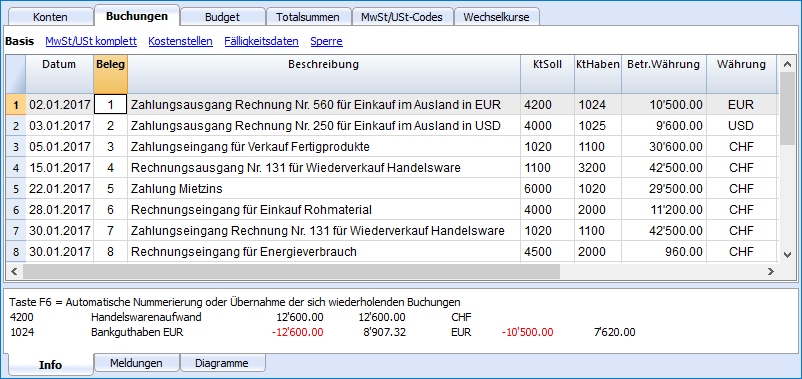 Konten Buchungen Budget Totalsummen MwSt/USt-Codes Wechselkurse
Basis MwSt/USt komplett Kostenstellen Fälligkeitsdaten Sperre
Datum Beleg Beschreibung KtSoll KtHaben Betr.Währung Währung
1 02.01.2017 1 Zahlungsausgang Rechnung Nr. 560 für Einkauf im Ausland in EUR 4200 1024 10'500.00 EUR
2 03.01.2017 2 Zahlungsausgang Rechnung Nr. 250 für Einkauf im Ausland in USD 4000 1025 9'600.00 USD
3 05.01.2017 3 Zahlungseingang für Verkauf Fertigprodukte 1020 1100 30'600.00 CHF
4 15.01.2017 4 Rechnungsausgang Nr. 131 für Wiederverkauf Handelsware 1100 3200 42'500.00 CHF
5 22.01.2017 5 Zahlung Mietzins 6000 1020 29'500.00 CHF
6 28.01.2017 6 Rechnungseingang für Einkauf Rohmaterial 4000 2000 11'200.00 CHF
7 30.01.2017 7 Zahlungseingang Rechnung Nr. 131 für Wiederverkauf Handelsware 1020 1100 42'500.00 CHF
8 30.01.2017 8 Rechnungseingang für Energieverbrauch 4500 2000 960.00 CHF
Taste F6 = Automatische Nummerierung oder Übernahme der sich wiederholenden Buchungen
4200 Handelswarenaufwand 12'600.00 12'600.00 CHF
1024 Bankguthaben EUR -12'600.00 8'907.32 EUR -10'500.00 7'620.00
Info Meldungen Diagramme